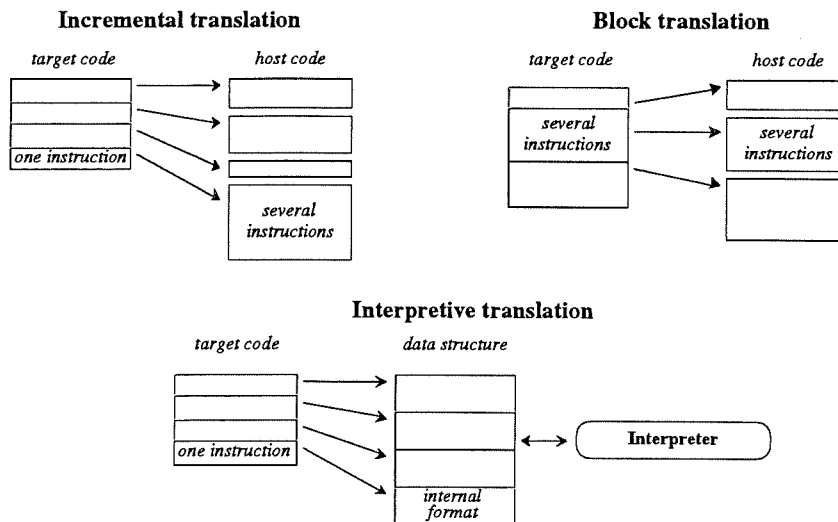 Incremental translation
target code
host code
one instruction
several
instructions
Block translation
target code
host code
several
instructions
several
instructions
Interpretive translation
target code
data structure
one instruction
internal
format
Interpreter